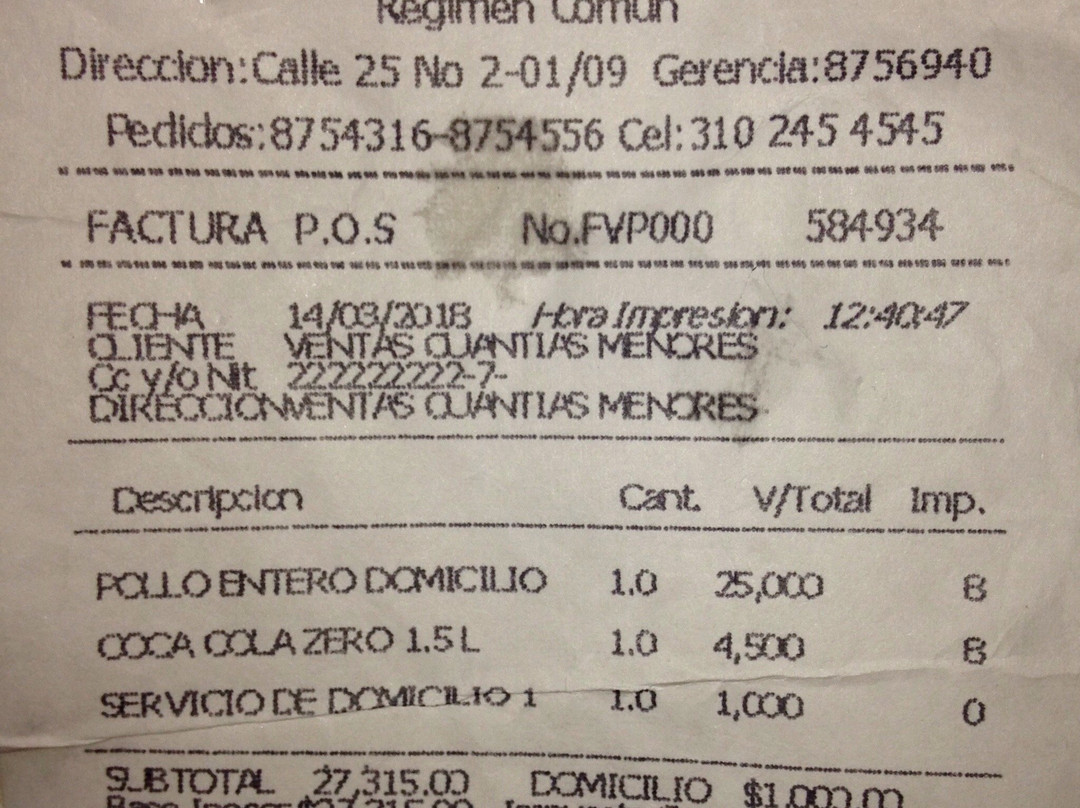 Regimen Comun
Direccion:Calle 25 No 2-01/09 Gerencia:8756940
Pedidos:8754316-8754556 Cel:310 245 4545
FACTURA P.O.S No.FVP000 584934
FECHA 14/03/2018 Hora Impresion: 12:40:47
CLIENTE VENTAS CUANTIAS MENORES
Cc y/o Nit 222222222-7-
DIRECCION VENTAS CUANTIAS MENORES
Descripcion Cant. V/Total Imp.
POLLO ENTERO DOMICILIO 1.0 25,000 8
COCA COLA ZERO 1.5 L 1.0 4,500 8
SERVICIO DE DOMICILIO 1 1.0 1,000 0
SUBTOTAL 27,315.00 DOMICILIO $1,000.00